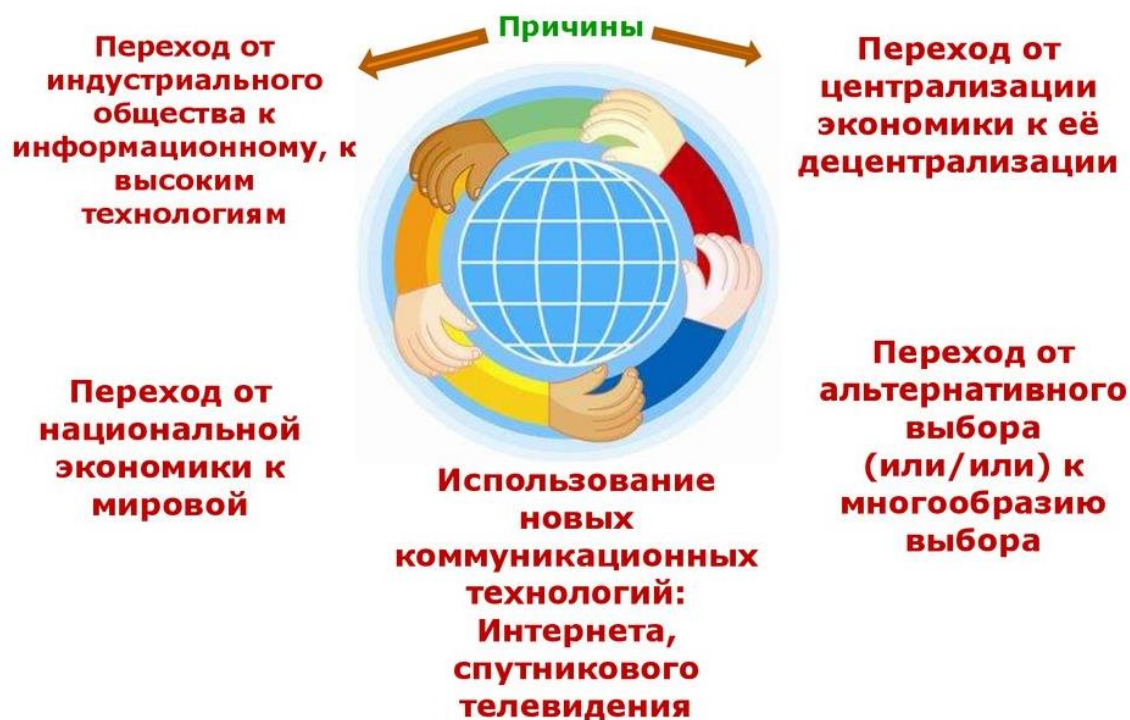 Причины
Переход от
индустриального
общества к
информационному, к
высоким
технологиям
Переход от
централизации
экономики к её
децентрализации
Переход от
национальной
экономики к
мировой
Переход от
альтернативного
выбора
(или/или) к
многообразию
выбора
Использование
новых
коммуникационных
технологий:
Интернета,
спутникового
телевидения